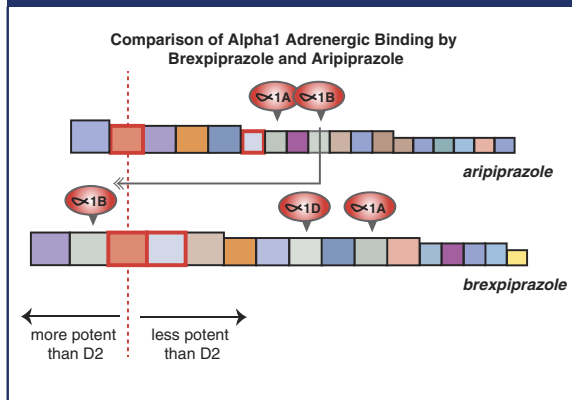 Comparison of Alpha1 Adrenergic Binding by
Brexpiprazole and Aripiprazole
∝1A ∝1B
aripiprazole
∝1B ∝1D ∝1A
brexpiprazole
more potent less potent
than D2 than D2